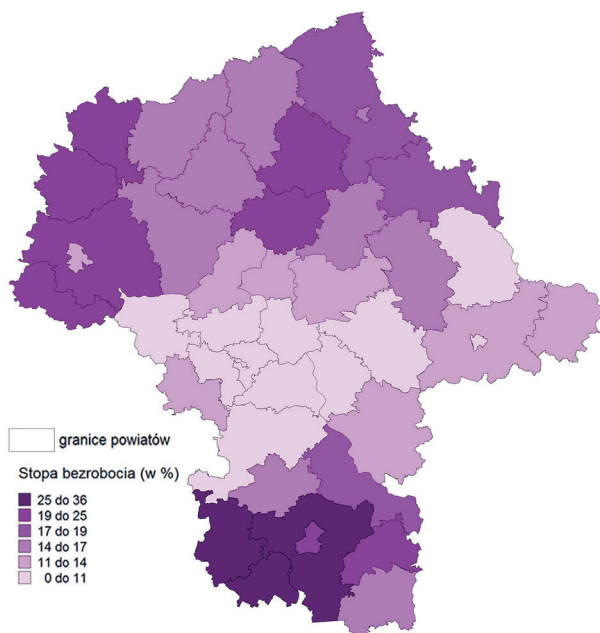 granice powiatów
Stopa bezrobocia (w %)
25 do 36
19 do 25
17 do 19
14 do 17
11 do 14
0 do 11